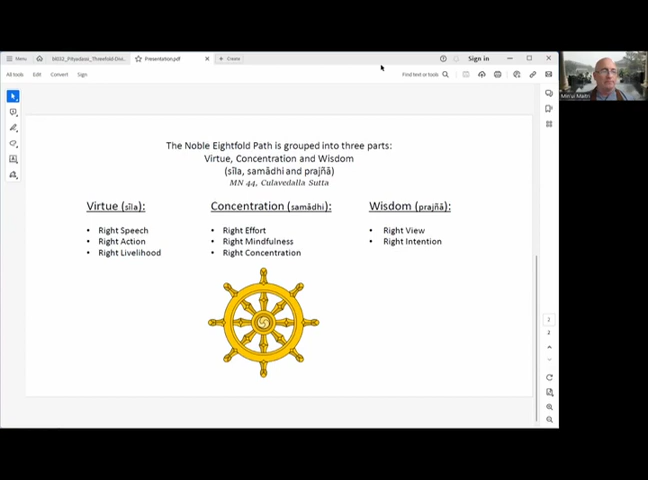 Menu
Presentation.pdf
Create
Sign in
All tools
Edit
Convert
Sign
Find text or tools
The Noble Eightfold Path is grouped into three parts:
Virtue, Concentration and Wisdom
(sīla, samādhi and prajñā)
MN 44, Culavedalla Sutta
Virtue (sīla):
• Right Speech
• Right Action
• Right Livelihood
Concentration (samādhi):
• Right Effort
• Right Mindfulness
• Right Concentration
Wisdom (prajñā):
• Right View
• Right Intention
2